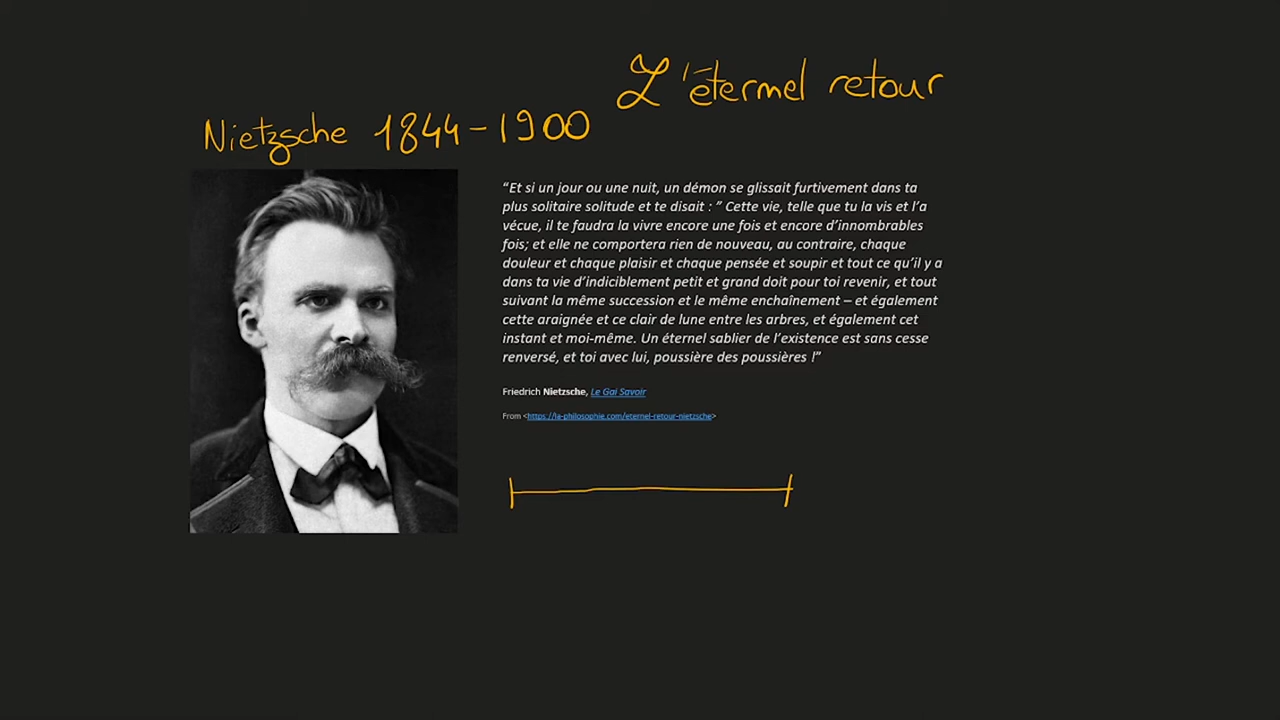 L'éternel retour
Nietzsche 1844-1900
“Et si un jour ou une nuit, un démon se glissait furtivement dans ta
plus solitaire solitude et te disait : ” Cette vie, telle que tu la vis et l’a
vécue, il te faudra la vivre encore une fois et encore d’innombrables
fois; et elle ne comportera rien de nouveau, au contraire, chaque
douleur et chaque plaisir et chaque pensée et soupir et tout ce qu’il y a
dans ta vie d’indiciblement petit et grand doit pour toi revenir, et tout
suivant la même succession et le même enchaînement – et également
cette araignée et ce clair de lune entre les arbres, et également cet
instant et moi-même. Un éternel sablier de l’existence est sans cesse
renversé, et toi avec lui, poussière des poussières !”
Friedrich Nietzsche, Le Gai Savoir
From <https://la-philosophie.com/eternel-retour-nietzsche>